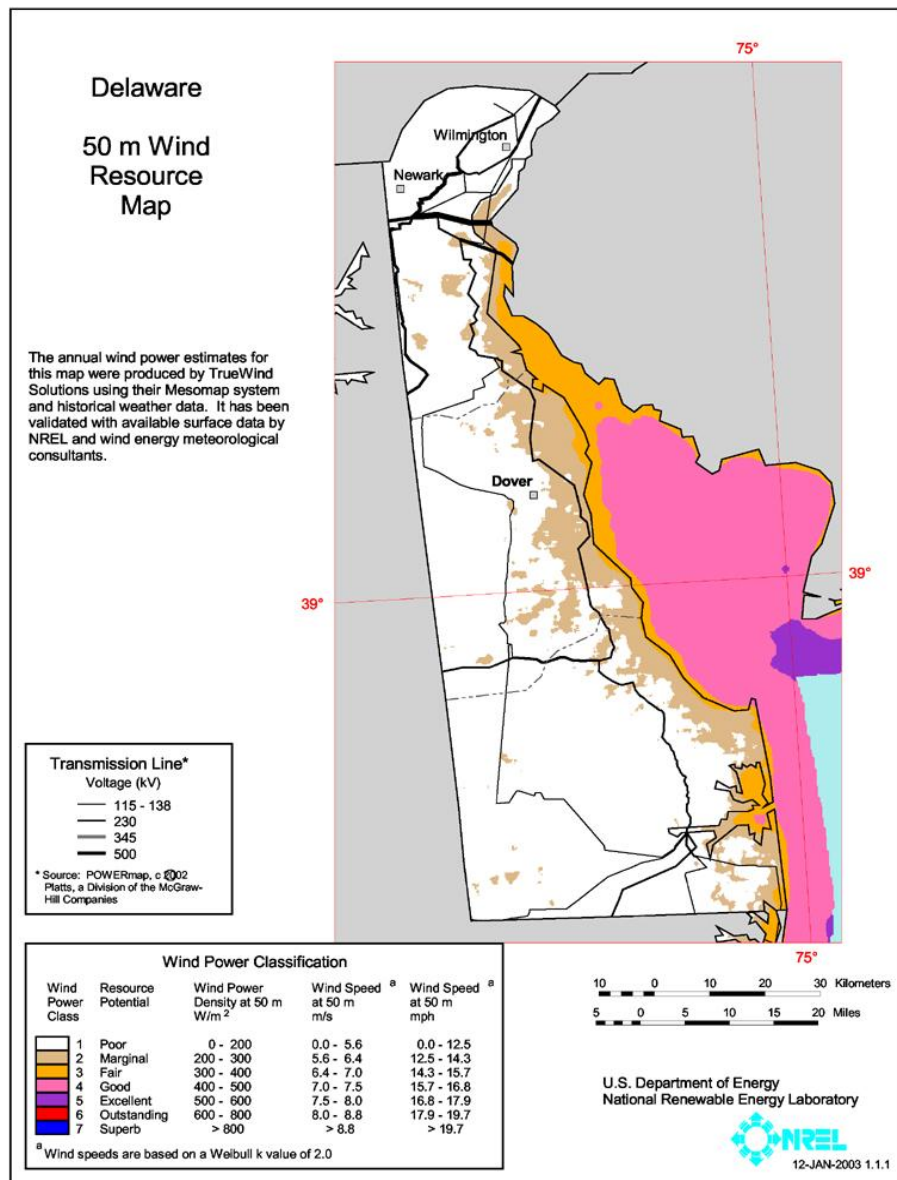 Delaware
50 m Wind
Resource
Map
75°
Wilmington
Newark
The annual wind power estimates for
this map were produced by TrueWind
Solutions using their Mesomap system
and historical weather data. It has been
validated with available surface data by
NREL and wind energy meteorological
consultants.
Dover
39°
39°
Transmission Line*
Voltage (kV)
115 - 138
230
345
500
* Source: POWERmap, c 2002
Platts, a Division of the McGraw-
Hill Companies
75°
Wind Power Classification
Wind Resource Wind Power Wind Speed a Wind Speed a
Power Potential Density at 50 m at 50 m at 50 m
Class W/m 2 m/s mph
1 Poor 0 - 200 0.0 - 5.6 0.0 - 12.5
2 Marginal 200 - 300 5.6 - 6.4 12.5 - 14.3
3 Fair 300 - 400 6.4 - 7.0 14.3 - 15.7
4 Good 400 - 500 7.0 - 7.5 15.7 - 16.8
5 Excellent 500 - 600 7.5 - 8.0 16.8 - 17.9
6 Outstanding 600 - 800 8.0 - 8.8 17.9 - 19.7
7 Superb > 800 > 8.8 > 19.7
a Wind speeds are based on a Weibull k value of 2.0
10 0 10 20 30 Kilometers
5 0 5 10 15 20 Miles
U.S. Department of Energy
National Renewable Energy Laboratory
NREL
12-JAN-2003 1.1.1